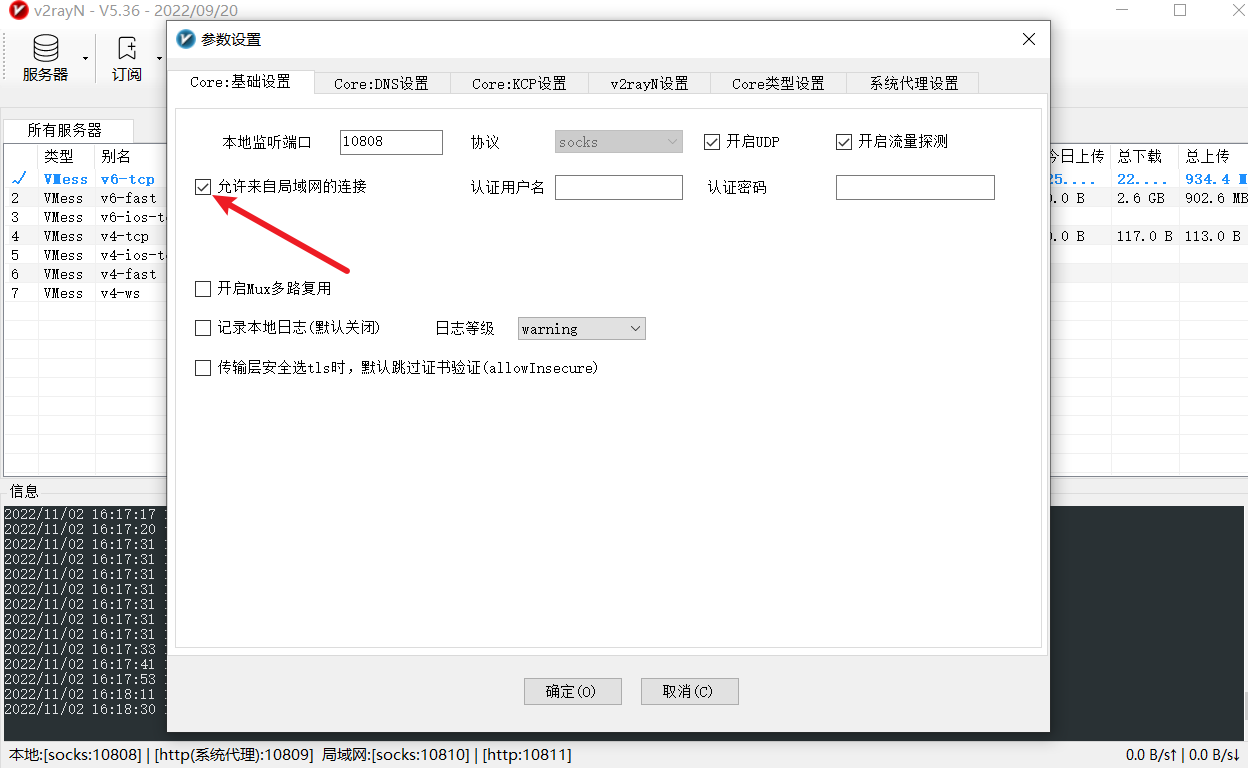 v2rayN - V5.36 - 2022/09/20
服务器
订阅
参数设置
Core:基础设置 Core:DNS设置 Core:KCP设置 v2rayN设置 Core类型设置 系统代理设置
本地监听端口 10808 协议 socks 开启UDP 开启流量探测
允许来自局域网的连接 认证用户名 认证密码
开启Mux多路复用
记录本地日志(默认关闭) 日志等级 warning
传输层安全选tls时，默认跳过证书验证(allowInsecure)
确定(O) 取消(C)
所有服务器
类型 别名 今日上传 总下载 总上传
VMess v6-tcp 25.... 22.... 934.4 M
2 VMess v6-fast 0.0 B 2.6 GB 902.6 MB
3 VMess v6-ios-t
4 VMess v4-tcp 0.0 B 117.0 B 113.0 B
5 VMess v4-ios-t
6 VMess v4-fast
7 VMess v4-ws
信息
2022/11/02 16:17:17
2022/11/02 16:17:20
2022/11/02 16:17:31
2022/11/02 16:17:31
2022/11/02 16:17:31
2022/11/02 16:17:31
2022/11/02 16:17:31
2022/11/02 16:17:31
2022/11/02 16:17:31
2022/11/02 16:17:33
2022/11/02 16:17:41
2022/11/02 16:17:53
2022/11/02 16:18:11
2022/11/02 16:18:30
本地:[socks:10808] | [http(系统代理):10809] 局域网:[socks:10810] | [http:10811] 0.0 B/s↑ | 0.0 B/s↓